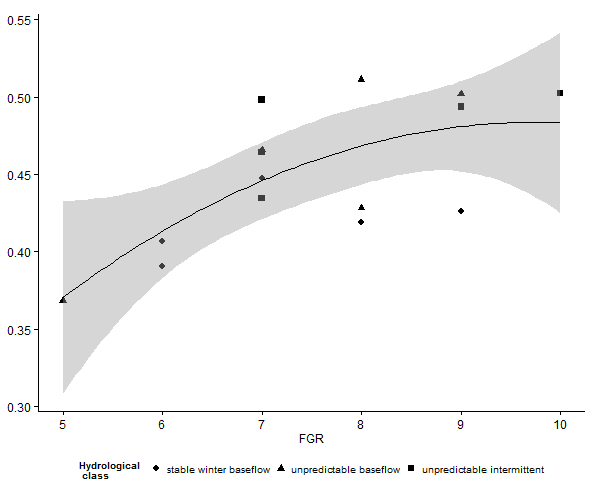 0.55
0.50
0.45
0.40
0.35
0.30
5 6 7 8 9 10
FGR
Hydrological
class
stable winter baseflow unpredictable baseflow unpredictable intermittent